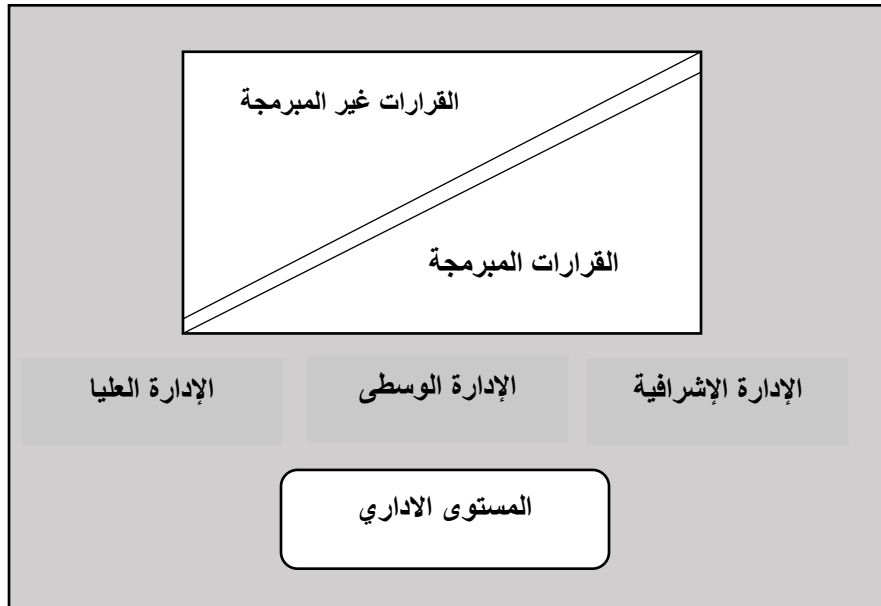 القرارات غير المبرمجة
القرارات المبرمجة
الإدارة الإشرافية
الإدارة الوسطى
الإدارة العليا
المستوى الاداري